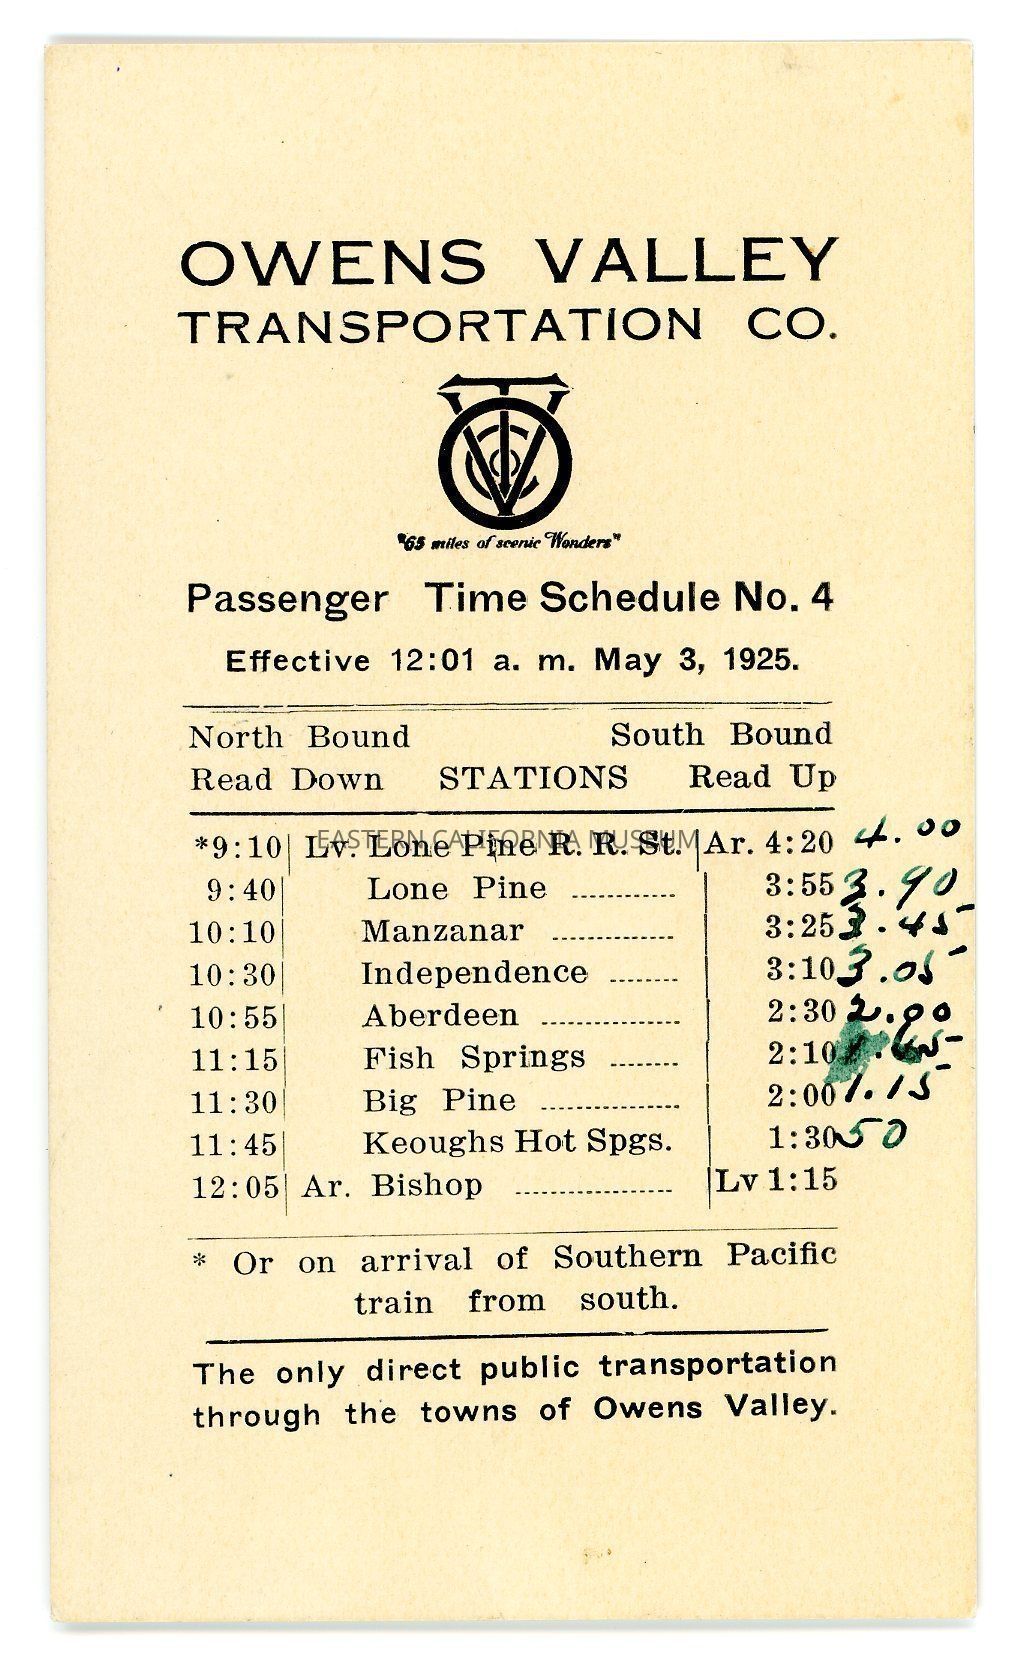 OWENS VALLEY
TRANSPORTATION CO.
"65 miles of scenic Wonders"
Passenger Time Schedule No. 4
Effective 12:01 a. m. May 3, 1925.
North Bound South Bound
Read Down STATIONS Read Up
EASTERN CALIFORNIA MUSEUM
*9:10 Lv. Lone Pine R. R. St. Ar. 4:20 4.00
9:40 Lone Pine ............ 3:55 3.90
10:10 Manzanar .............. 3:25 3.45
10:30 Independence ........ 3:10 3.05
10:55 Aberdeen ................ 2:30 2.00
11:15 Fish Springs ........ 2:10
11:30 Big Pine ................ 2:00 1.15
11:45 Keoughs Hot Spgs. 1:30 50
12:05 Ar. Bishop .................. Lv 1:15
* Or on arrival of Southern Pacific
train from south.
The only direct public transportation
through the towns of Owens Valley.